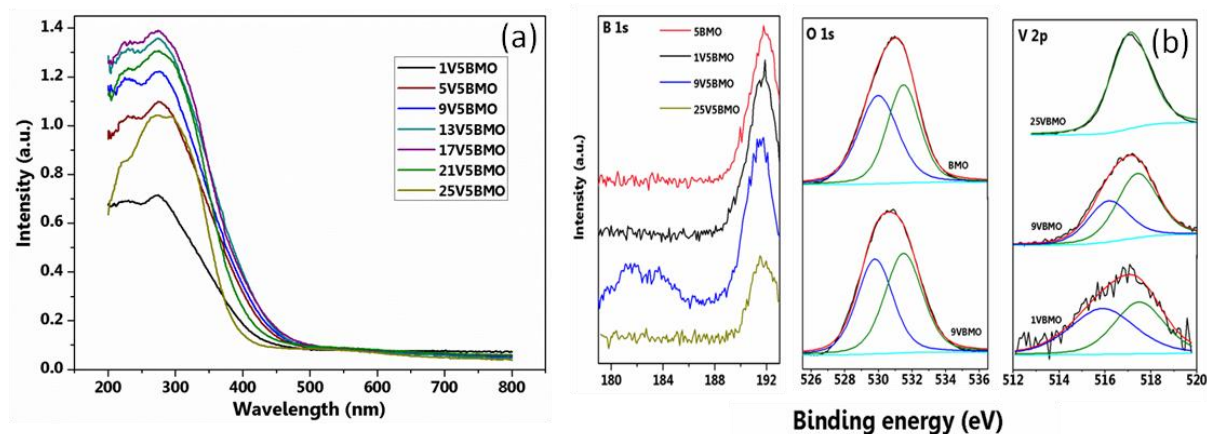 (a)
1V5BMO
5V5BMO
9V5BMO
13V5BMO
17V5BMO
21V5BMO
25V5BMO
Intensity (a.u.)
1.4
1.2
1.0
0.8
0.6
0.4
0.2
0.0
200 300 400 500 600 700 800
Wavelength (nm)
B 1s
5BMO
1V5BMO
9V5BMO
25V5BMO
Intensity (a.u.)
180 184 188 192
O 1s
BMO
9VBMO
526 528 530 532 534 536
V 2p
(b)
25VBMO
9VBMO
1VBMO
512 514 516 518 520
Binding energy (eV)